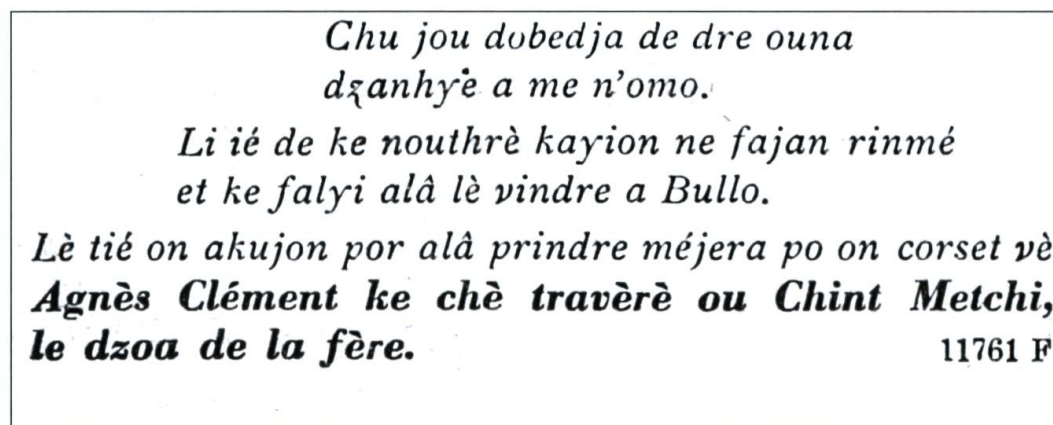 Chu jou dobedja de dre ouna
dzanhyè a me n'omo.
Li ié de ke nouthrè kayion ne fajan rinmé
et ke falyi alâ lè vindre a Bullo.
Lè tié on akujon por alâ prindre méjera po on corset vè
Agnès Clément ke chè travèrè ou Chint Metchi,
le dzoa de la fère. 11761 F